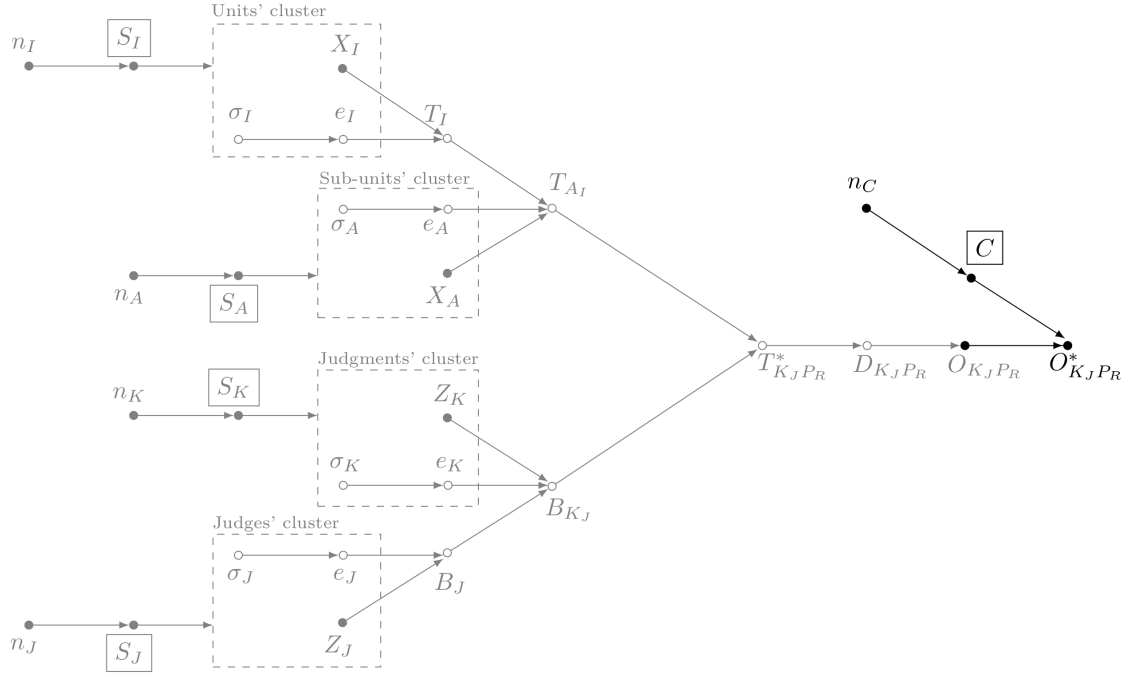 Units' cluster
n_I
S_I
X_I
σ_I
e_I
T_I
Sub-units' cluster
T_{A_I}
n_C
σ_A
e_A
C
n_A
S_A
X_A
Judgments' cluster
T^*_{K_J P_R}
D_{K_J P_R}
O_{K_J P_R}
O^*_{K_J P_R}
n_K
S_K
Z_K
σ_K
e_K
B_{K_J}
Judges' cluster
σ_J
e_J
B_J
n_J
S_J
Z_J